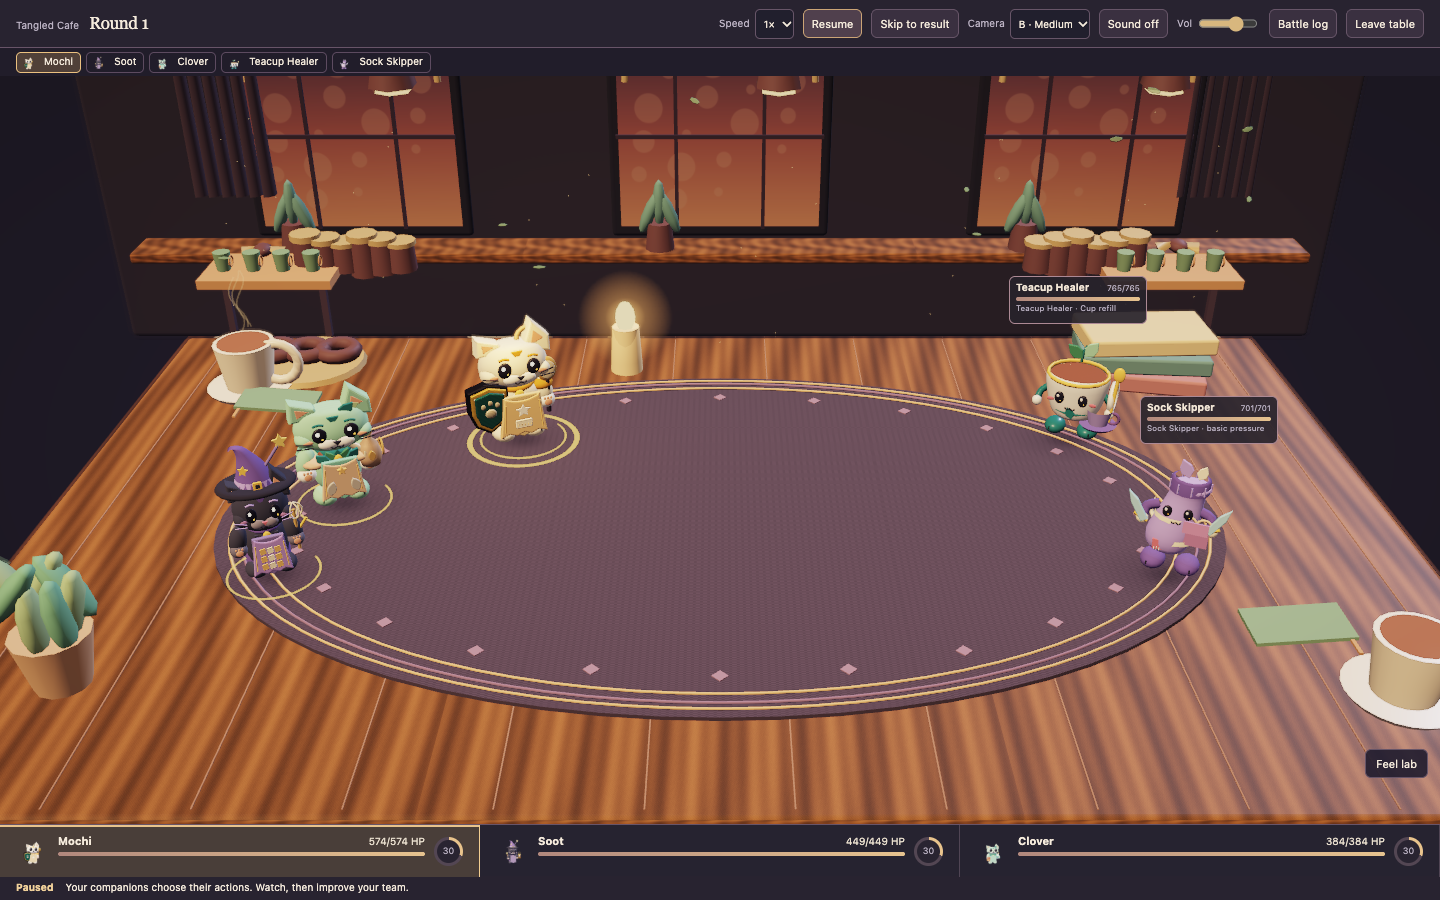 Tangled Cafe Round 1
Speed 1x Resume Skip to result Camera B · Medium Sound off Vol Battle log Leave table
Mochi Soot Clover Teacup Healer Sock Skipper
Teacup Healer 765/765
Teacup Healer · Cup refill
Sock Skipper 701/701
Sock Skipper · basic pressure
Feel lab
Mochi 574/574 HP 30
Soot 449/449 HP 30
Clover 384/384 HP 30
Paused Your companions choose their actions. Watch, then improve your team.